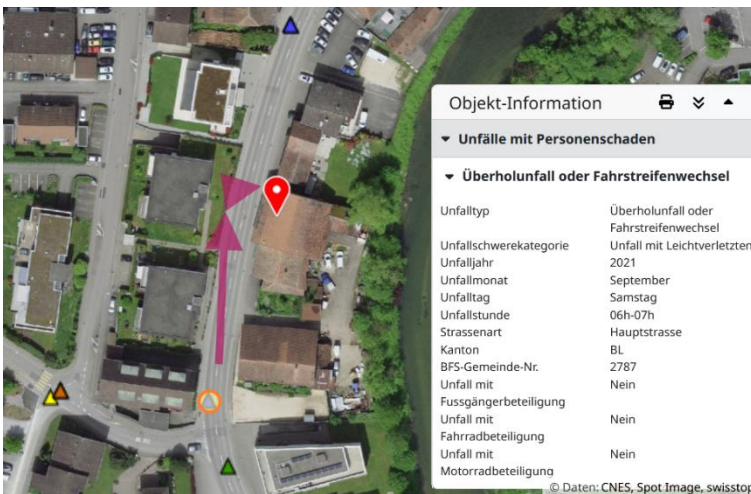 Objekt-Information
Unfälle mit Personenschaden
Überholunfall oder Fahrstreifenwechsel
Unfalltyp Überholunfall oder
Fahrstreifenwechsel
Unfallschwerekategorie Unfall mit Leichtverletzten
Unfalljahr 2021
Unfallmonat September
Unfalltag Samstag
Unfallstunde 06h-07h
Strassenart Hauptstrasse
Kanton BL
BFS-Gemeinde-Nr. 2787
Unfall mit Nein
Fussgängerbeteiligung
Unfall mit Nein
Fahrradbeteiligung
Unfall mit Nein
Motorradbeteiligung
© Daten: CNES, Spot Image, swisstop